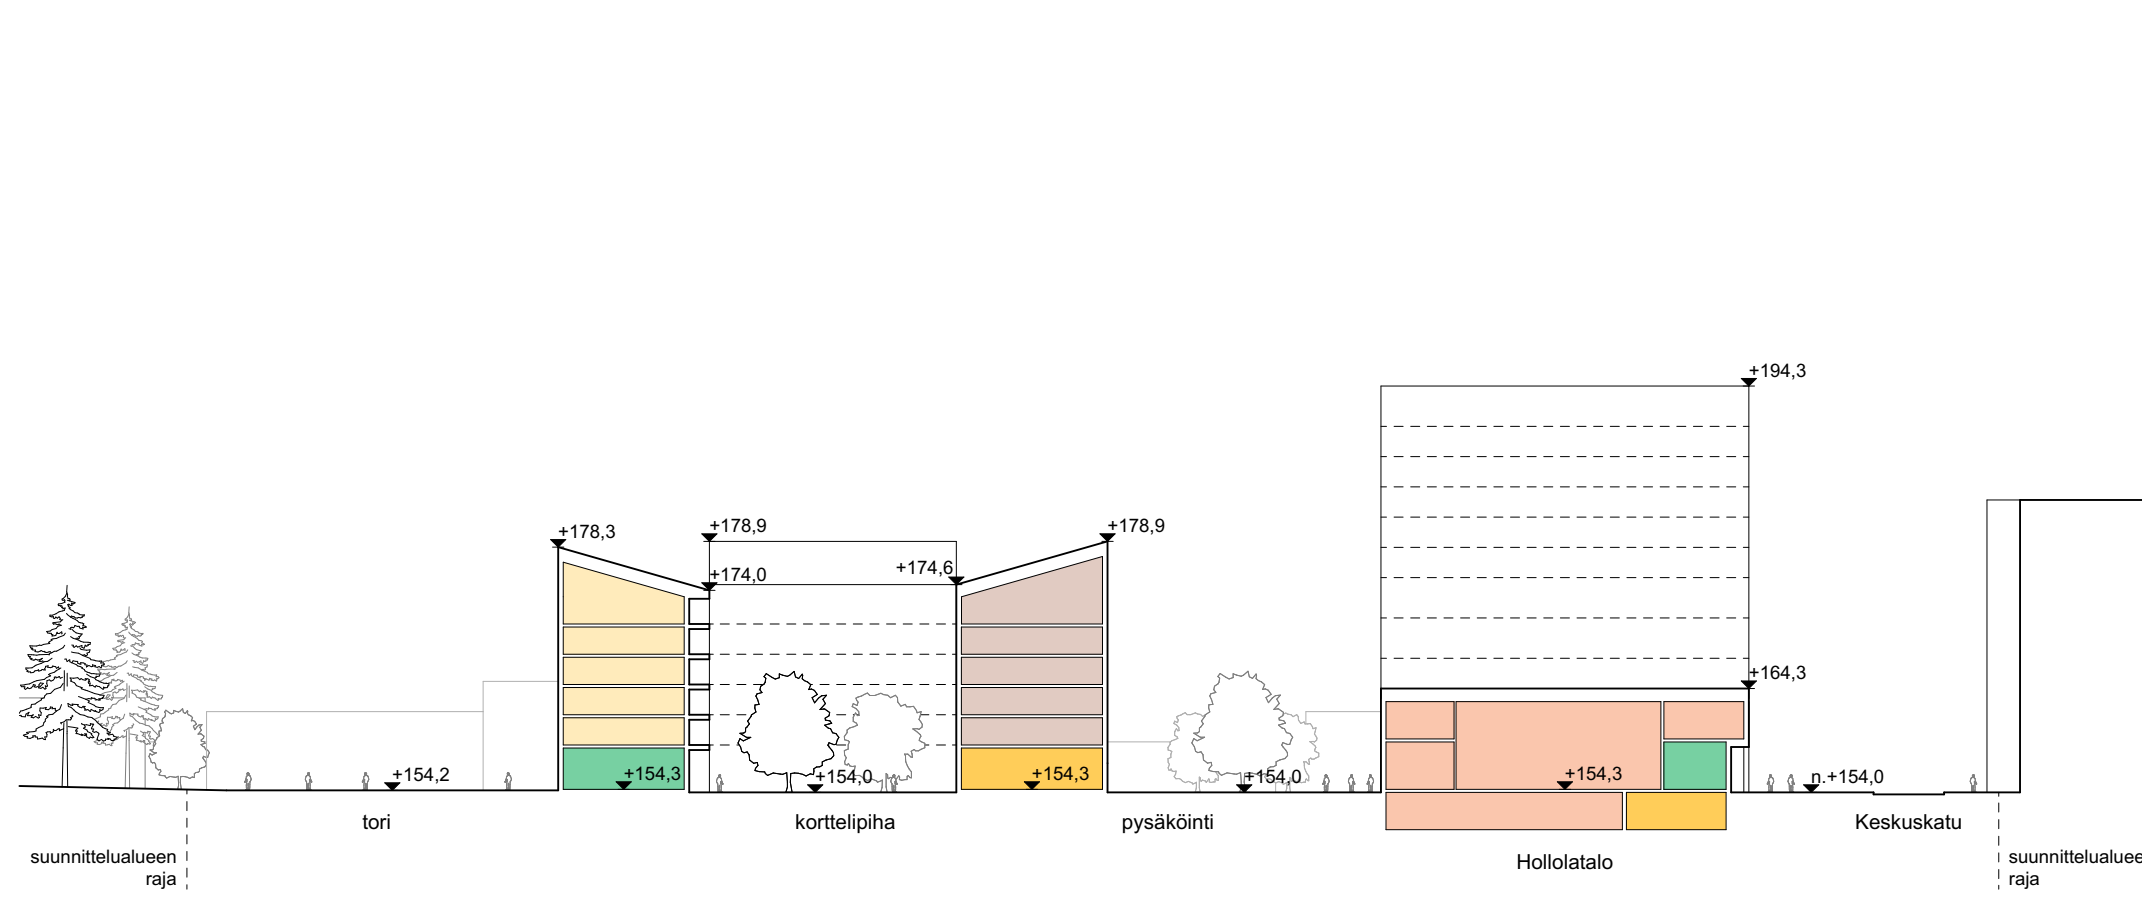 +194,3
+178,3
+178,9
+178,9
+174,0
+174,6
+164,3
+154,2
+154,3
+154,0
+154,3
+154,0
+154,3
n.+154,0
tori
korttelipiha
pysäköinti
Keskuskatu
Hollolatalo
suunnittelualueen
raja
suunnittelualuee
raja